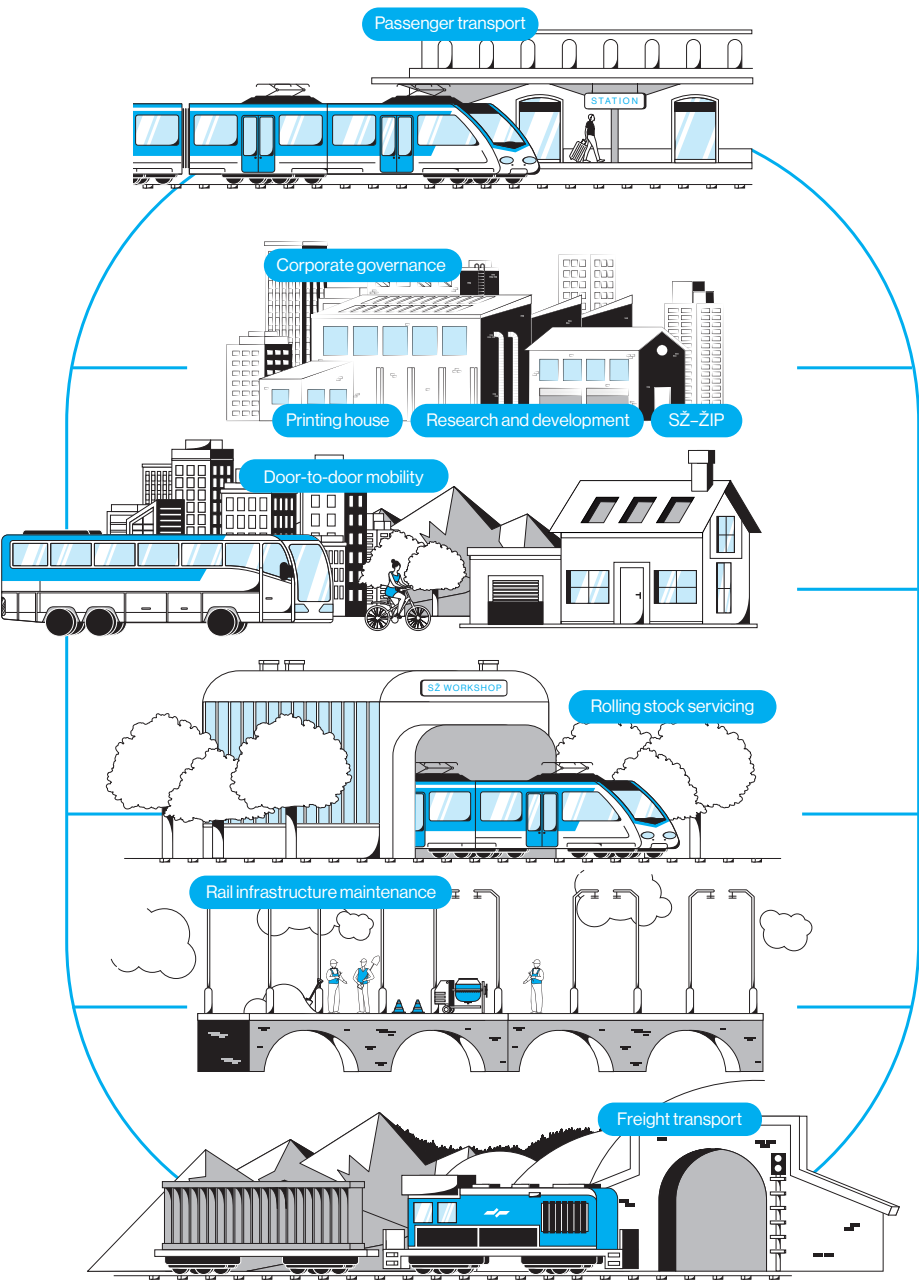 Passenger transport
STATION
Corporate governance
Printing house
Research and development
SŽ–ŽIP
Door-to-door mobility
SŽ WORKSHOP
Rolling stock servicing
Rail infrastructure maintenance
Freight transport